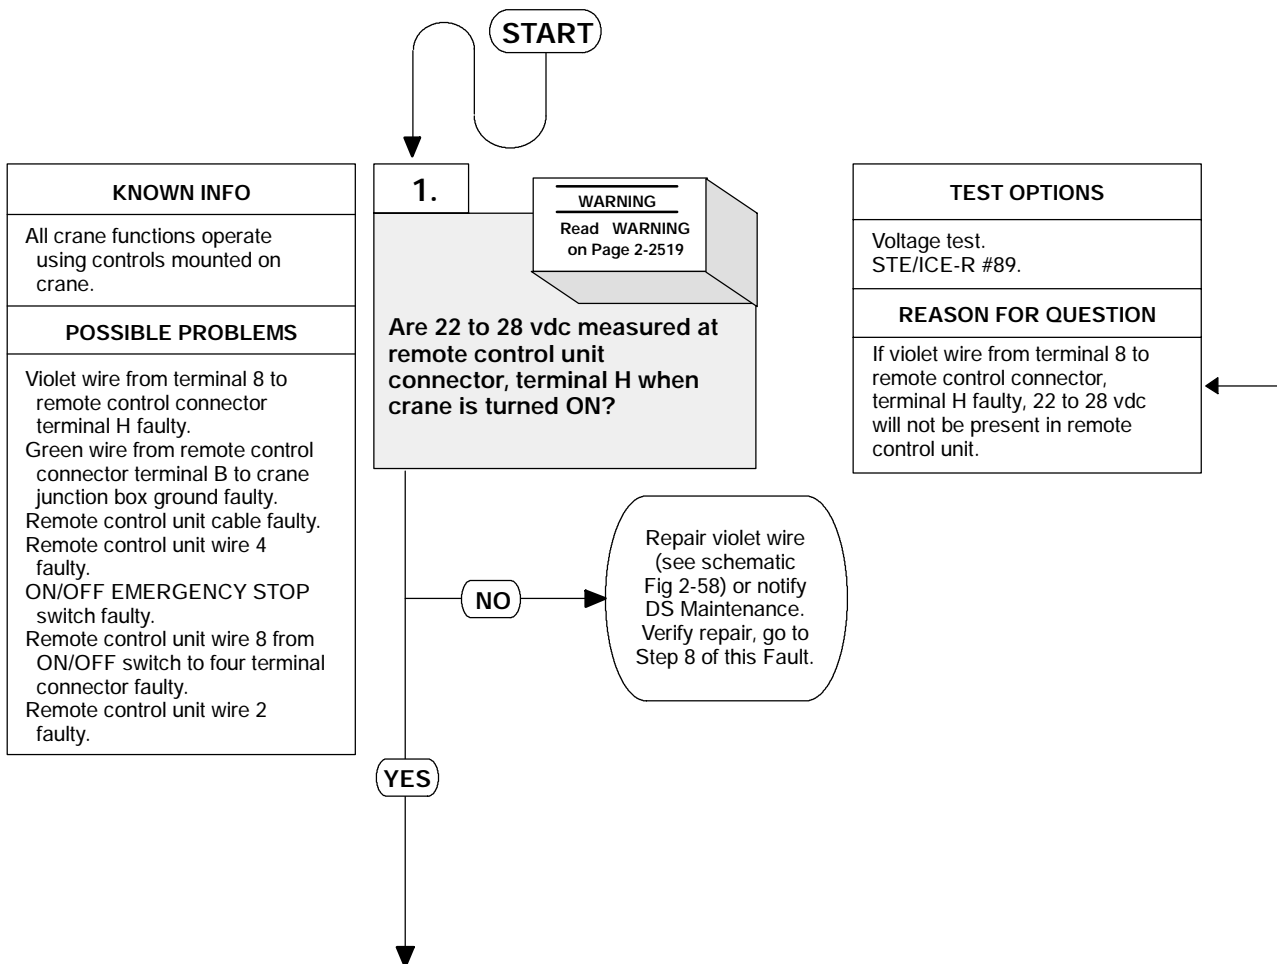 START
KNOWN INFO
All crane functions operate
using controls mounted on
crane.
POSSIBLE PROBLEMS
Violet wire from terminal 8 to
remote control connector
terminal H faulty.
Green wire from remote control
connector terminal B to crane
junction box ground faulty.
Remote control unit cable faulty.
Remote control unit wire 4
faulty.
ON/OFF EMERGENCY STOP
switch faulty.
Remote control unit wire 8 from
ON/OFF switch to four terminal
connector faulty.
Remote control unit wire 2
faulty.
1.
WARNING
Read WARNING
on Page 2-2519
Are 22 to 28 vdc measured at
remote control unit
connector, terminal H when
crane is turned ON?
TEST OPTIONS
Voltage test.
STE/ICE-R #89.
REASON FOR QUESTION
If violet wire from terminal 8 to
remote control connector,
terminal H faulty, 22 to 28 vdc
will not be present in remote
control unit.
NO
Repair violet wire
(see schematic
Fig 2-58) or notify
DS Maintenance.
Verify repair, go to
Step 8 of this Fault.
YES